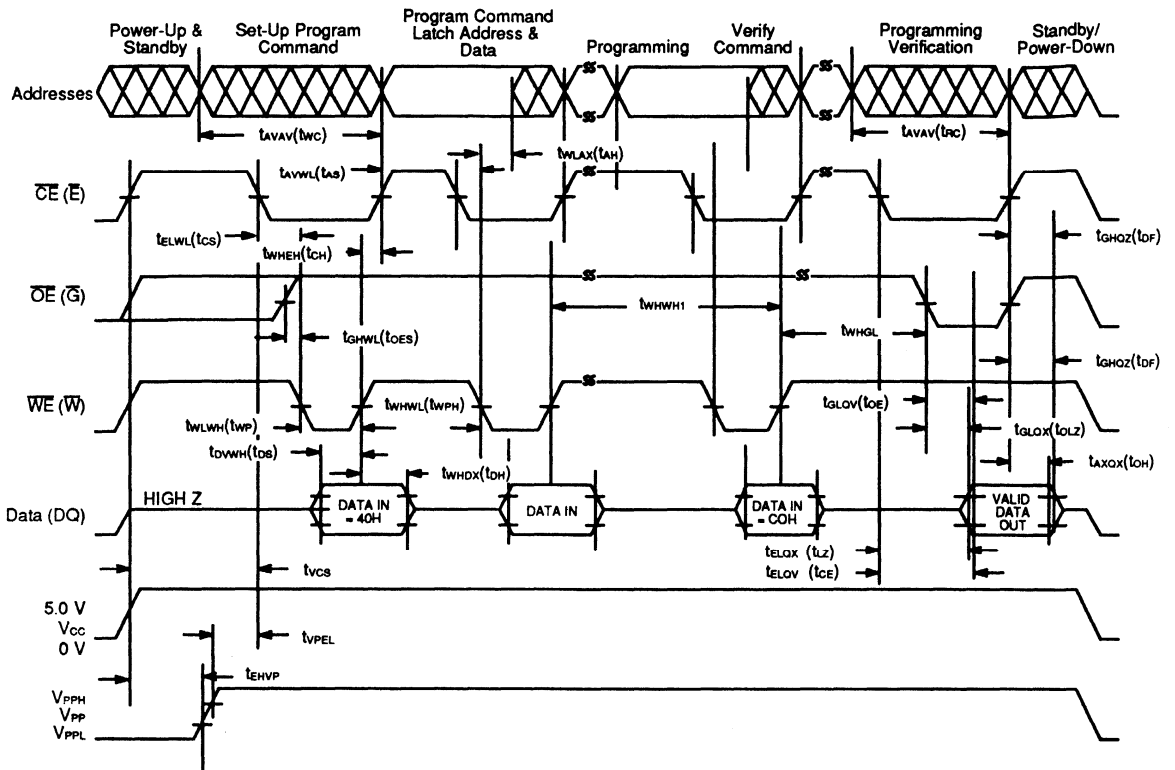 Power-Up &
Standby
Set-Up Program
Command
Program Command
Latch Address &
Data
Programming
Verify
Command
Programming
Verification
Standby/
Power-Down
Addresses
tAVAV(tWC)
tAVAV(tRC)
tWLAX(tAH)
tAVWL(tAS)
CE (E)
tELWL(tCS)
tWHEH(tCH)
tGHQZ(tDF)
OE (G)
tWHWH1
tGHWL(tOES)
tWHGL
tGHQZ(tDF)
WE (W)
tWHWL(tWPH)
tGLQV(tOE)
tWLWH(tWP)
tGLQX(tOLZ)
tDVWH(tDS)
tWHDX(tDH)
tAXQX(tOH)
HIGH Z
Data (DQ)
DATA IN
= 40H
DATA IN
DATA IN
= COH
VALID
DATA
OUT
tELQX (tLZ)
tVCS
tELQV (tCE)
5.0 V
VCC
0 V
tVPEL
tEHVP
VPPH
VPP
VPPL